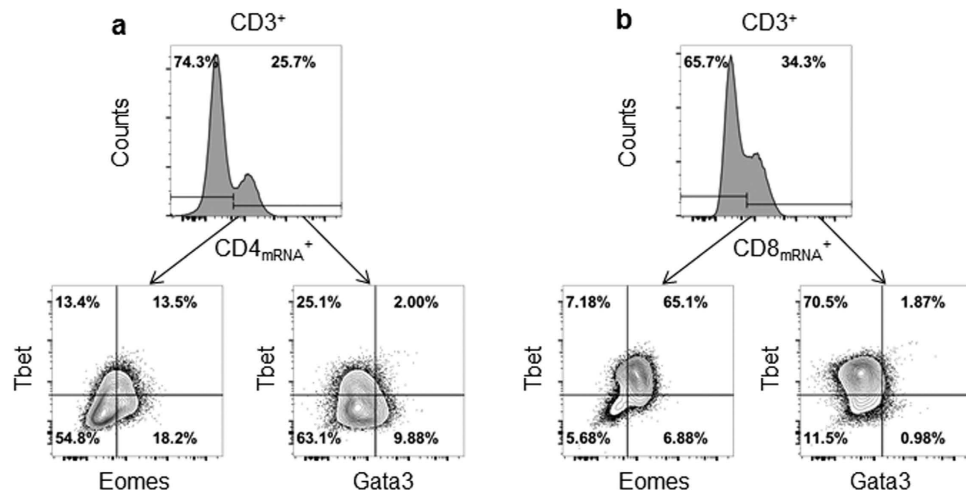 a
CD3+
74.3%
25.7%
Counts
CD4mRNA+
13.4%
13.5%
54.8%
18.2%
Tbet
Eomes
25.1%
2.00%
63.1%
9.88%
Tbet
Gata3
b
CD3+
65.7%
34.3%
Counts
CD8mRNA+
7.18%
65.1%
5.68%
6.88%
Tbet
Eomes
70.5%
1.87%
11.5%
0.98%
Tbet
Gata3